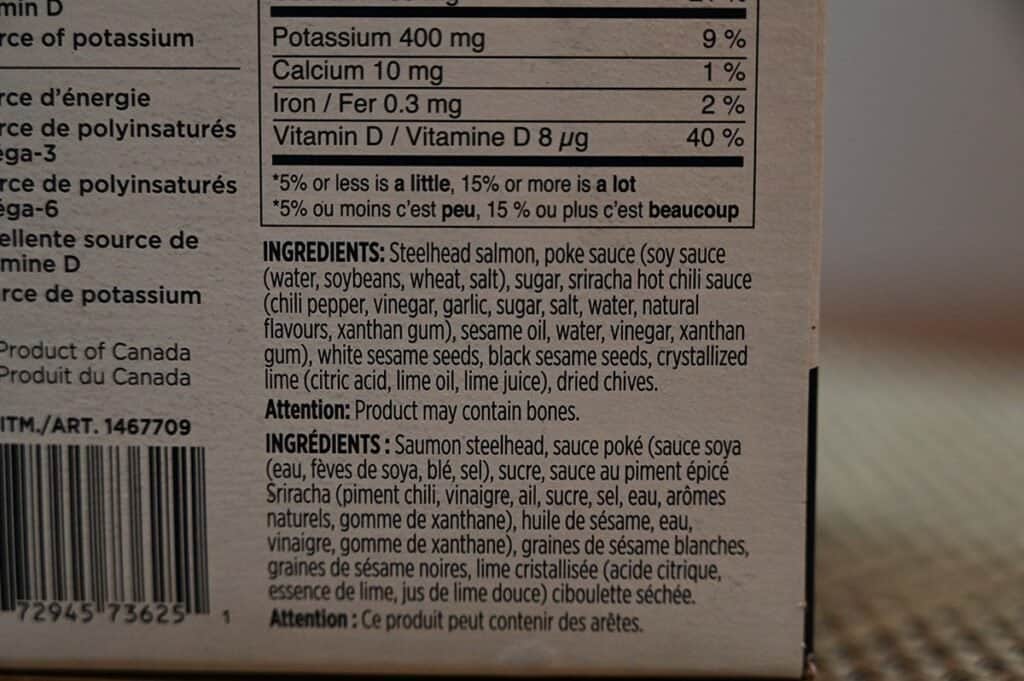 min D
rce of potassium
rce d'énergie
rce de polyinsaturés
éga-3
rce de polyinsaturés
éga-6
ellente source de
mine D
rce de potassium
Product of Canada
Produit du Canada
ITM./ART. 1467709
72945 73625 1
Potassium 400 mg 9 %
Calcium 10 mg 1 %
Iron / Fer 0.3 mg 2 %
Vitamin D / Vitamine D 8 µg 40 %
*5% or less is a little, 15% or more is a lot
*5% ou moins c'est peu, 15 % ou plus c'est beaucoup
INGREDIENTS: Steelhead salmon, poke sauce (soy sauce
(water, soybeans, wheat, salt), sugar, sriracha hot chili sauce
(chili pepper, vinegar, garlic, sugar, salt, water, natural
flavours, xanthan gum), sesame oil, water, vinegar, xanthan
gum), white sesame seeds, black sesame seeds, crystallized
lime (citric acid, lime oil, lime juice), dried chives.
Attention: Product may contain bones.
INGRÉDIENTS : Saumon steelhead, sauce poké (sauce soya
(eau, fèves de soya, blé, sel), sucre, sauce au piment épicé
Sriracha (piment chili, vinaigre, ail, sucre, sel, eau, arômes
naturels, gomme de xanthane), huile de sésame, eau,
vinaigre, gomme de xanthane), graines de sésame blanches,
graines de sésame noires, lime cristallisée (acide citrique,
essence de lime, jus de lime douce) ciboulette séchée.
Attention : Ce produit peut contenir des arêtes.